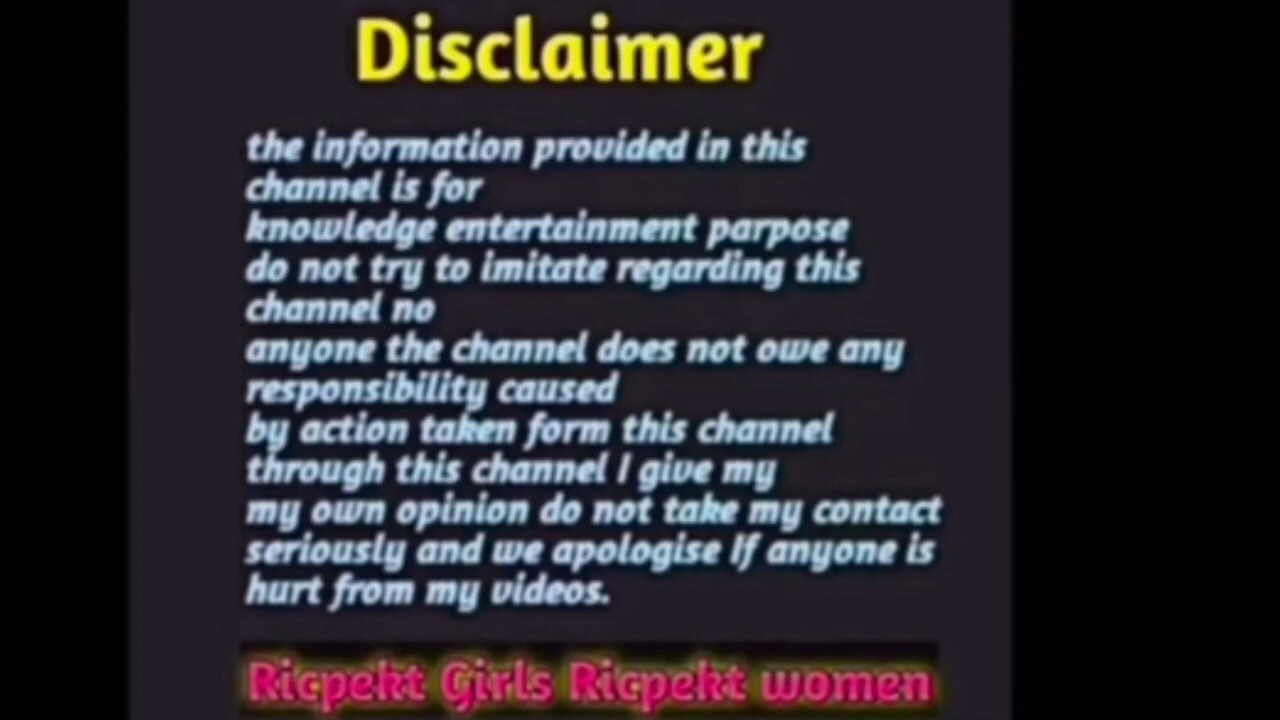 Disclaimer
the information provided in this
channel is for
knowledge entertainment parpose
do not try to imitate regarding this
channel no
anyone the channel does not owe any
responsibility caused
by action taken form this channel
through this channel I give my
my own opinion do not take my contact
seriously and we apologise If anyone is
hurt from my videos.
Ricpekt Girls Ricpekt women